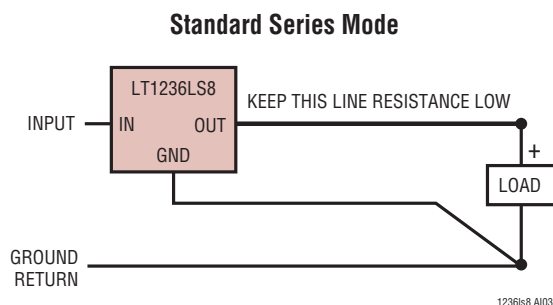 Standard Series Mode
LT1236LS8
KEEP THIS LINE RESISTANCE LOW
INPUT
IN
OUT
GND
+
LOAD
GROUND
RETURN
1236ls8 AI03